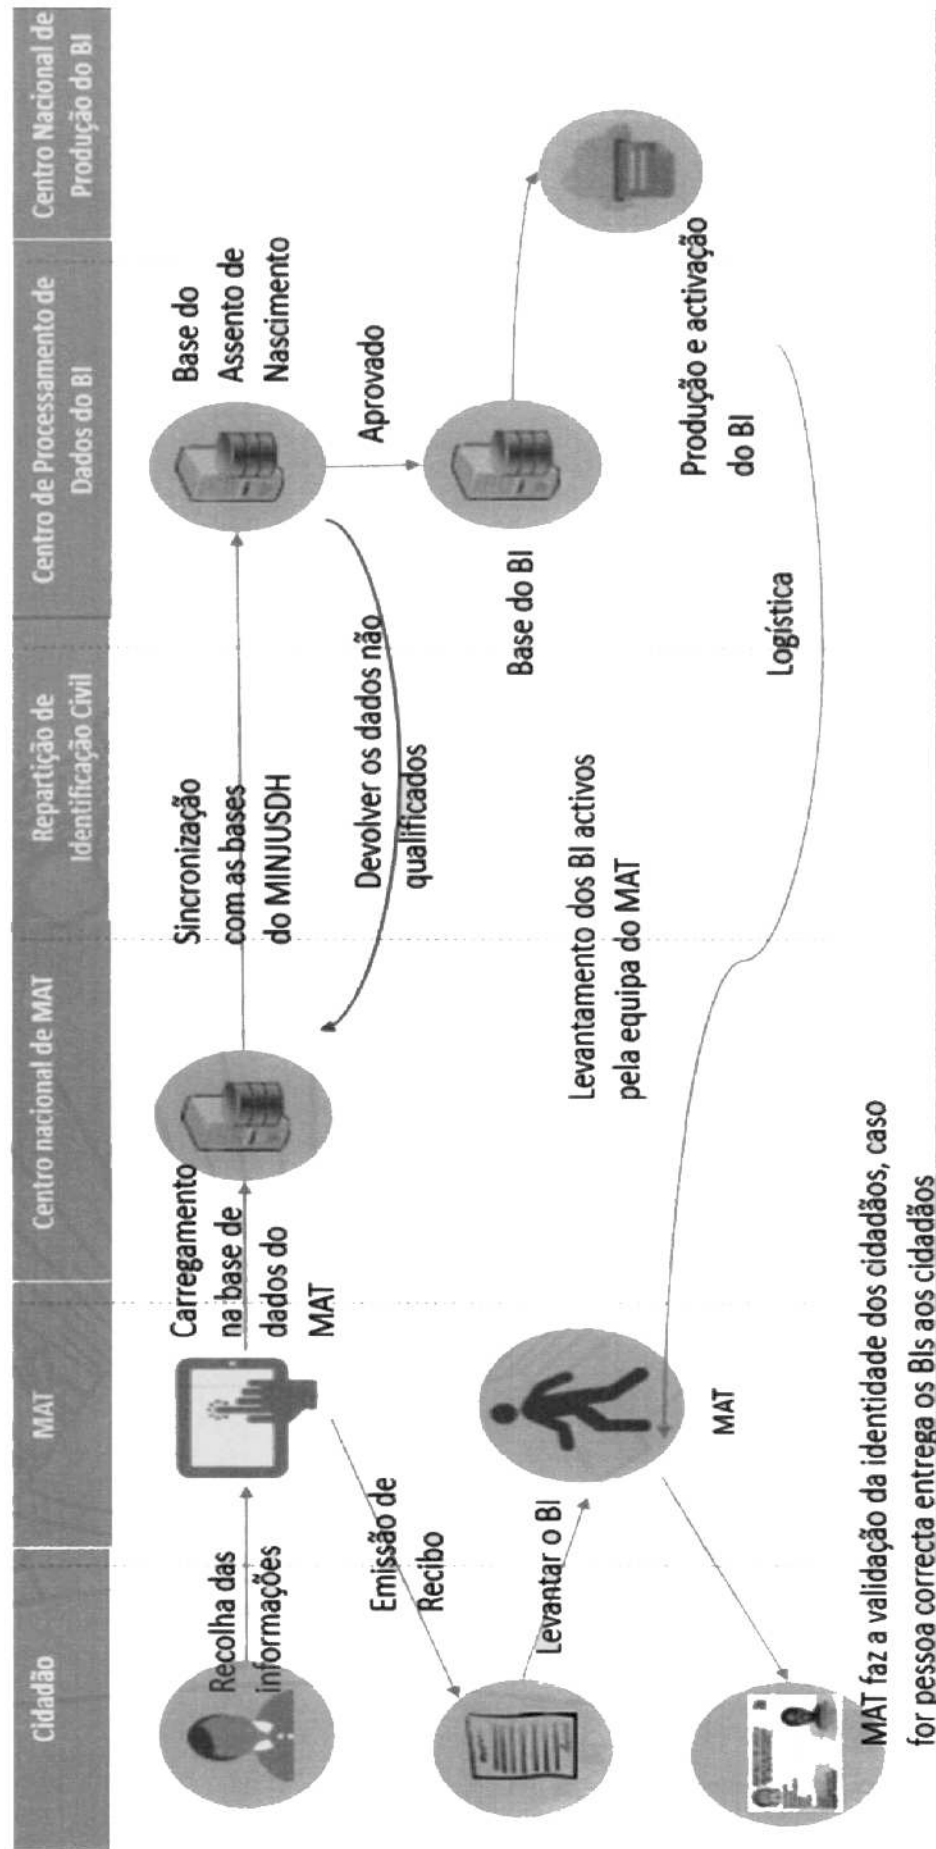 Cidadão
MAT
Centro nacional de MAT
Repartição de
Identificação Civil
Centro de Processamento de
Dados do BI
Centro Nacional de
Produção do BI
Recolha das
informações
Carregamento
na base de
dados do
MAT
Sincronização
com as bases
do MINJUSDH
Base do
Assento de
Nascimento
Devolver os dados não
qualificados
Aprovado
Emissão de
Recibo
Base do BI
Levantar o BI
MAT
Levantamento dos BI activos
pela equipa do MAT
Produção e activação
do BI
Logística
MAT faz a validação da identidade dos cidadãos, caso
for pessoa correcta entrega os BIs aos cidadãos